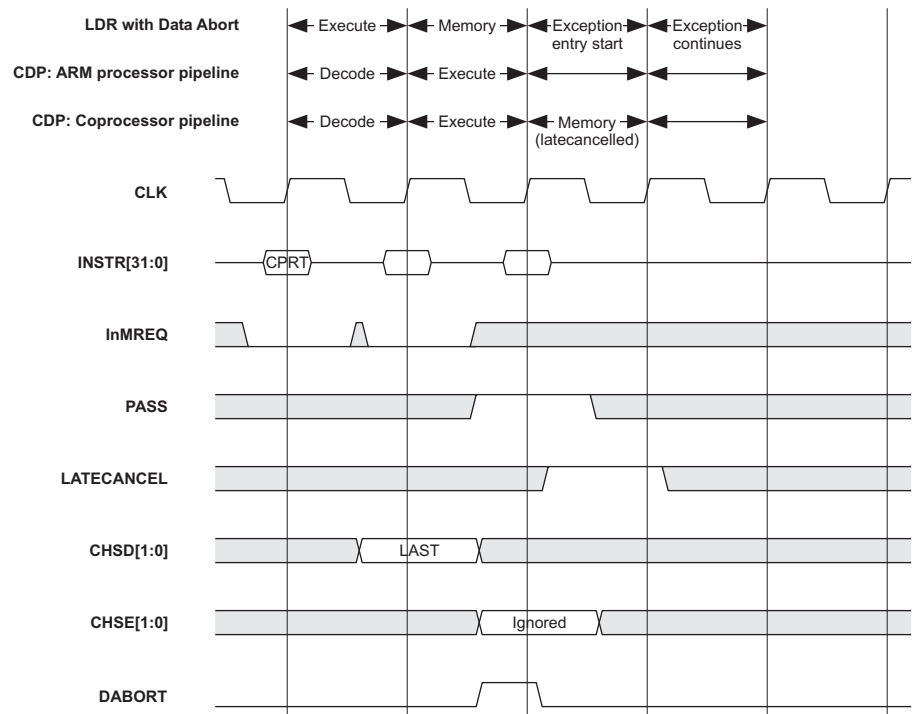 LDR with Data Abort
Execute
Memory
Exception
entry start
Exception
continues
CDP: ARM processor pipeline
Decode
Execute
CDP: Coprocessor pipeline
Decode
Execute
Memory
(latecancelled)
CLK
INSTR[31:0]
CPRT
InMREQ
PASS
LATECANCEL
CHSD[1:0]
LAST
CHSE[1:0]
Ignored
DABORT